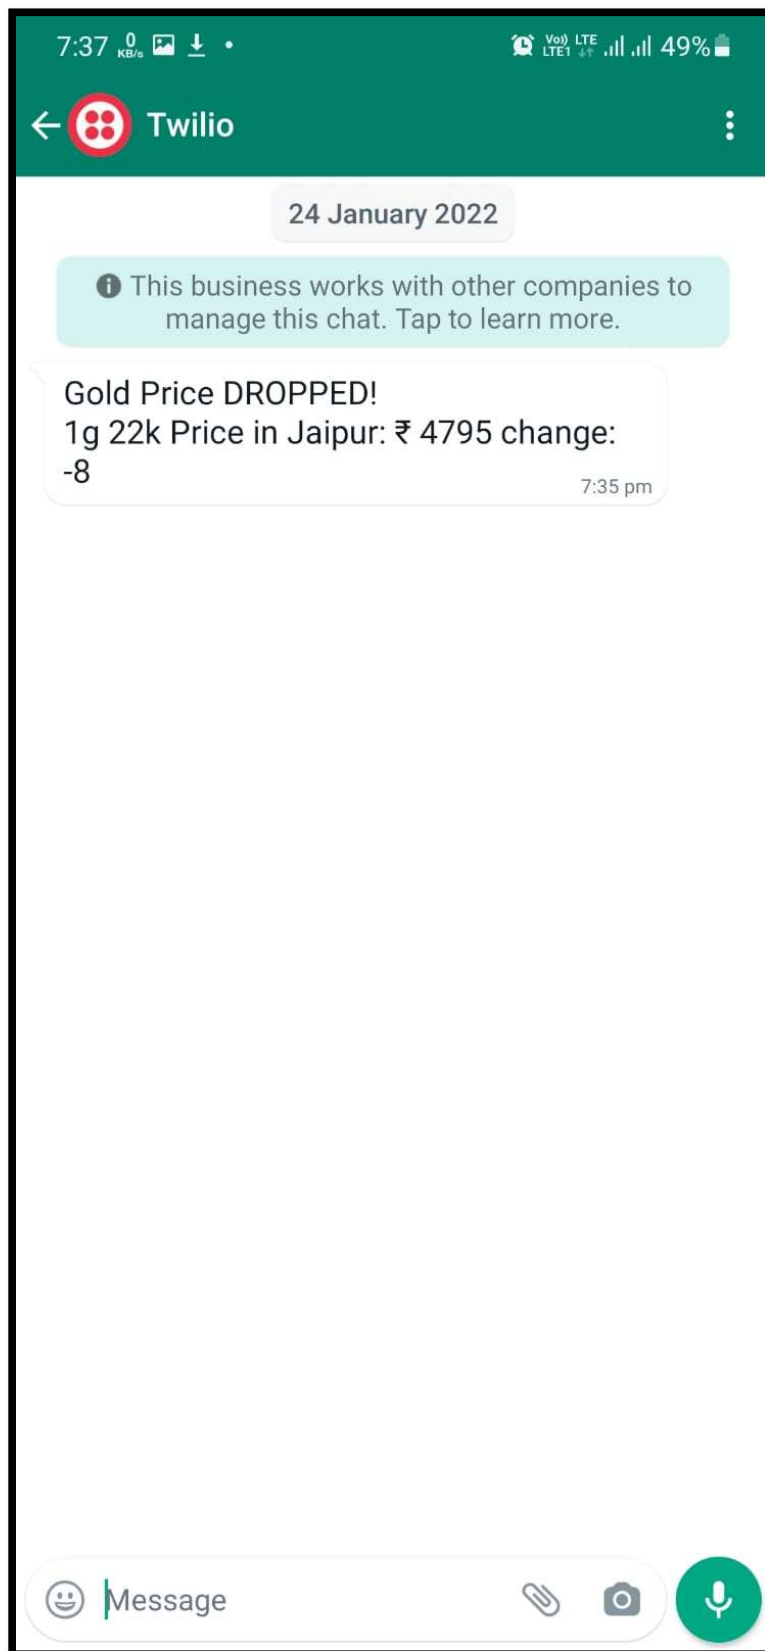 7:37 0 KB/s Vo)) LTE1 LTE 49%
Twilio
24 January 2022
This business works with other companies to
manage this chat. Tap to learn more.
Gold Price DROPPED!
1g 22k Price in Jaipur: ₹ 4795 change:
-8
7:35 pm
Message